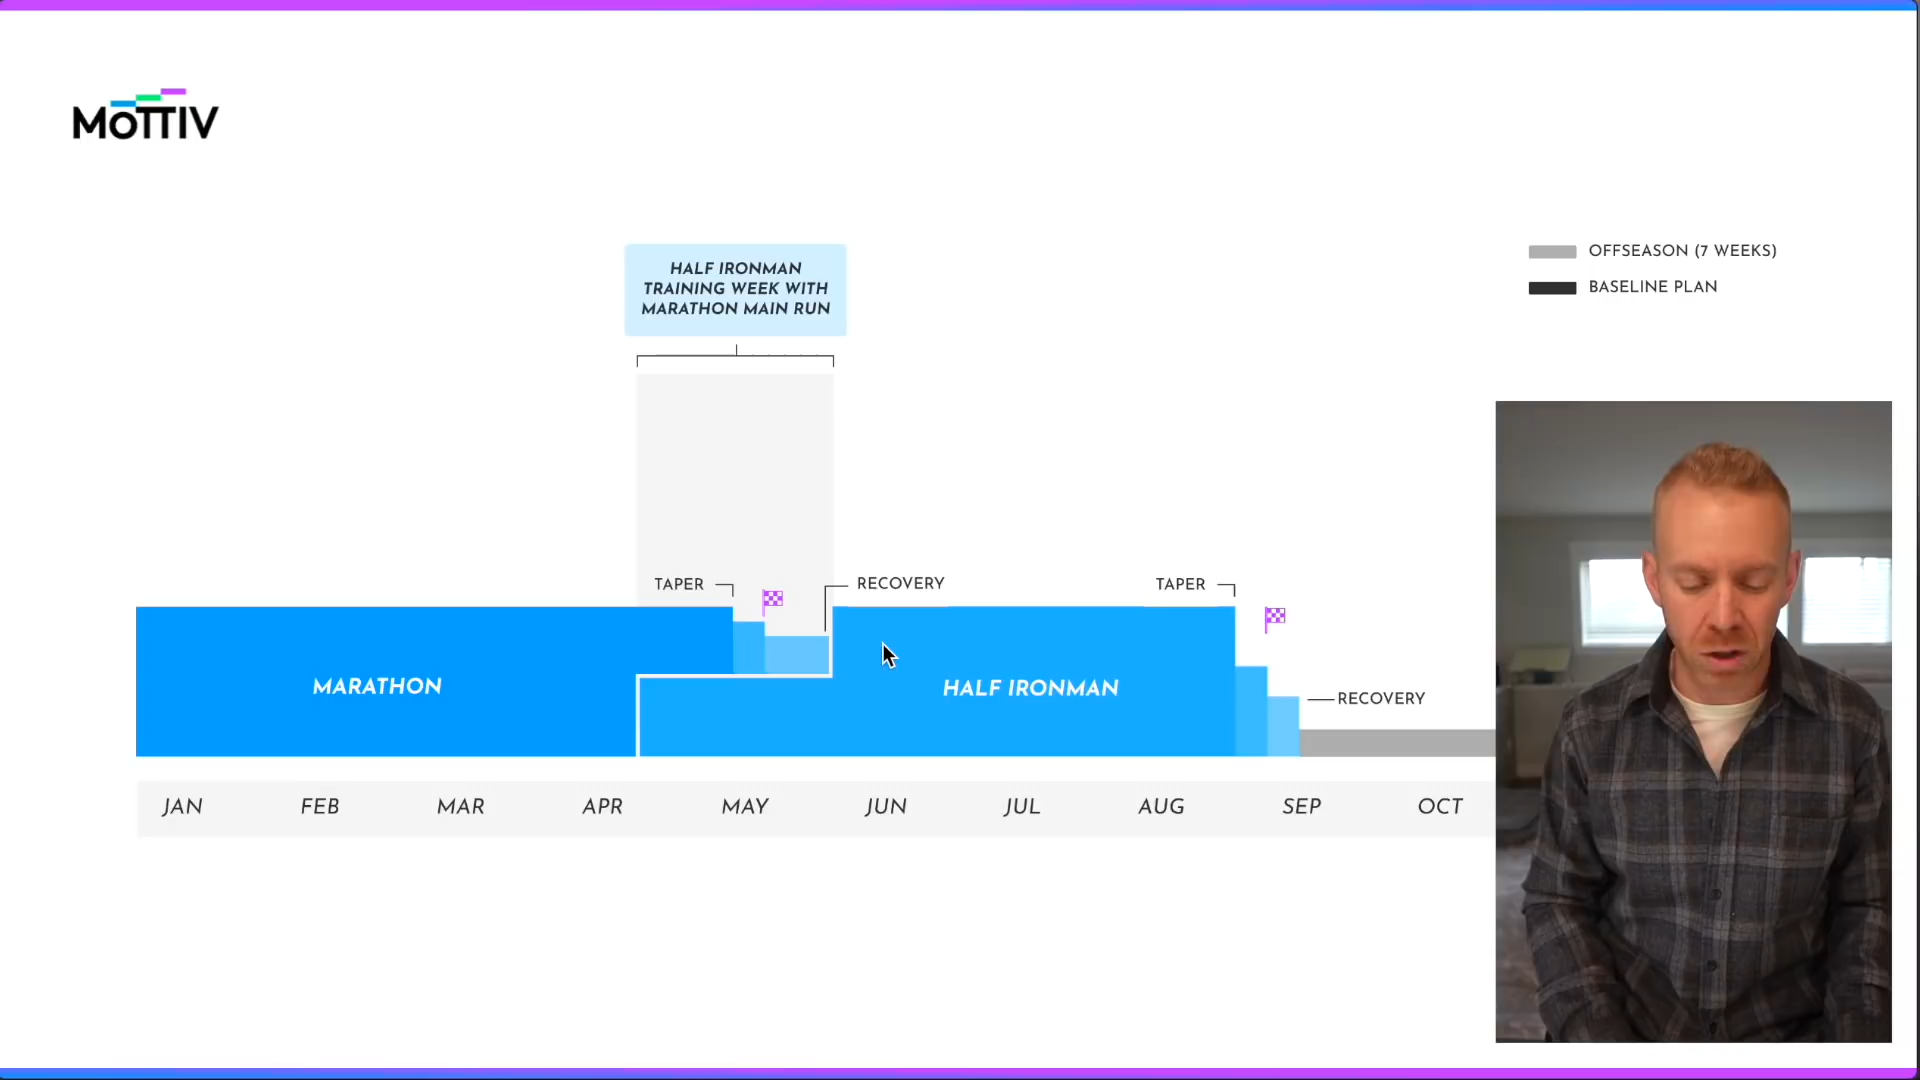 MOTTIV
HALF IRONMAN
TRAINING WEEK WITH
MARATHON MAIN RUN
OFFSEASON (7 WEEKS)
BASELINE PLAN
TAPER
RECOVERY
TAPER
MARATHON
HALF IRONMAN
RECOVERY
JAN FEB MAR APR MAY JUN JUL AUG SEP OCT